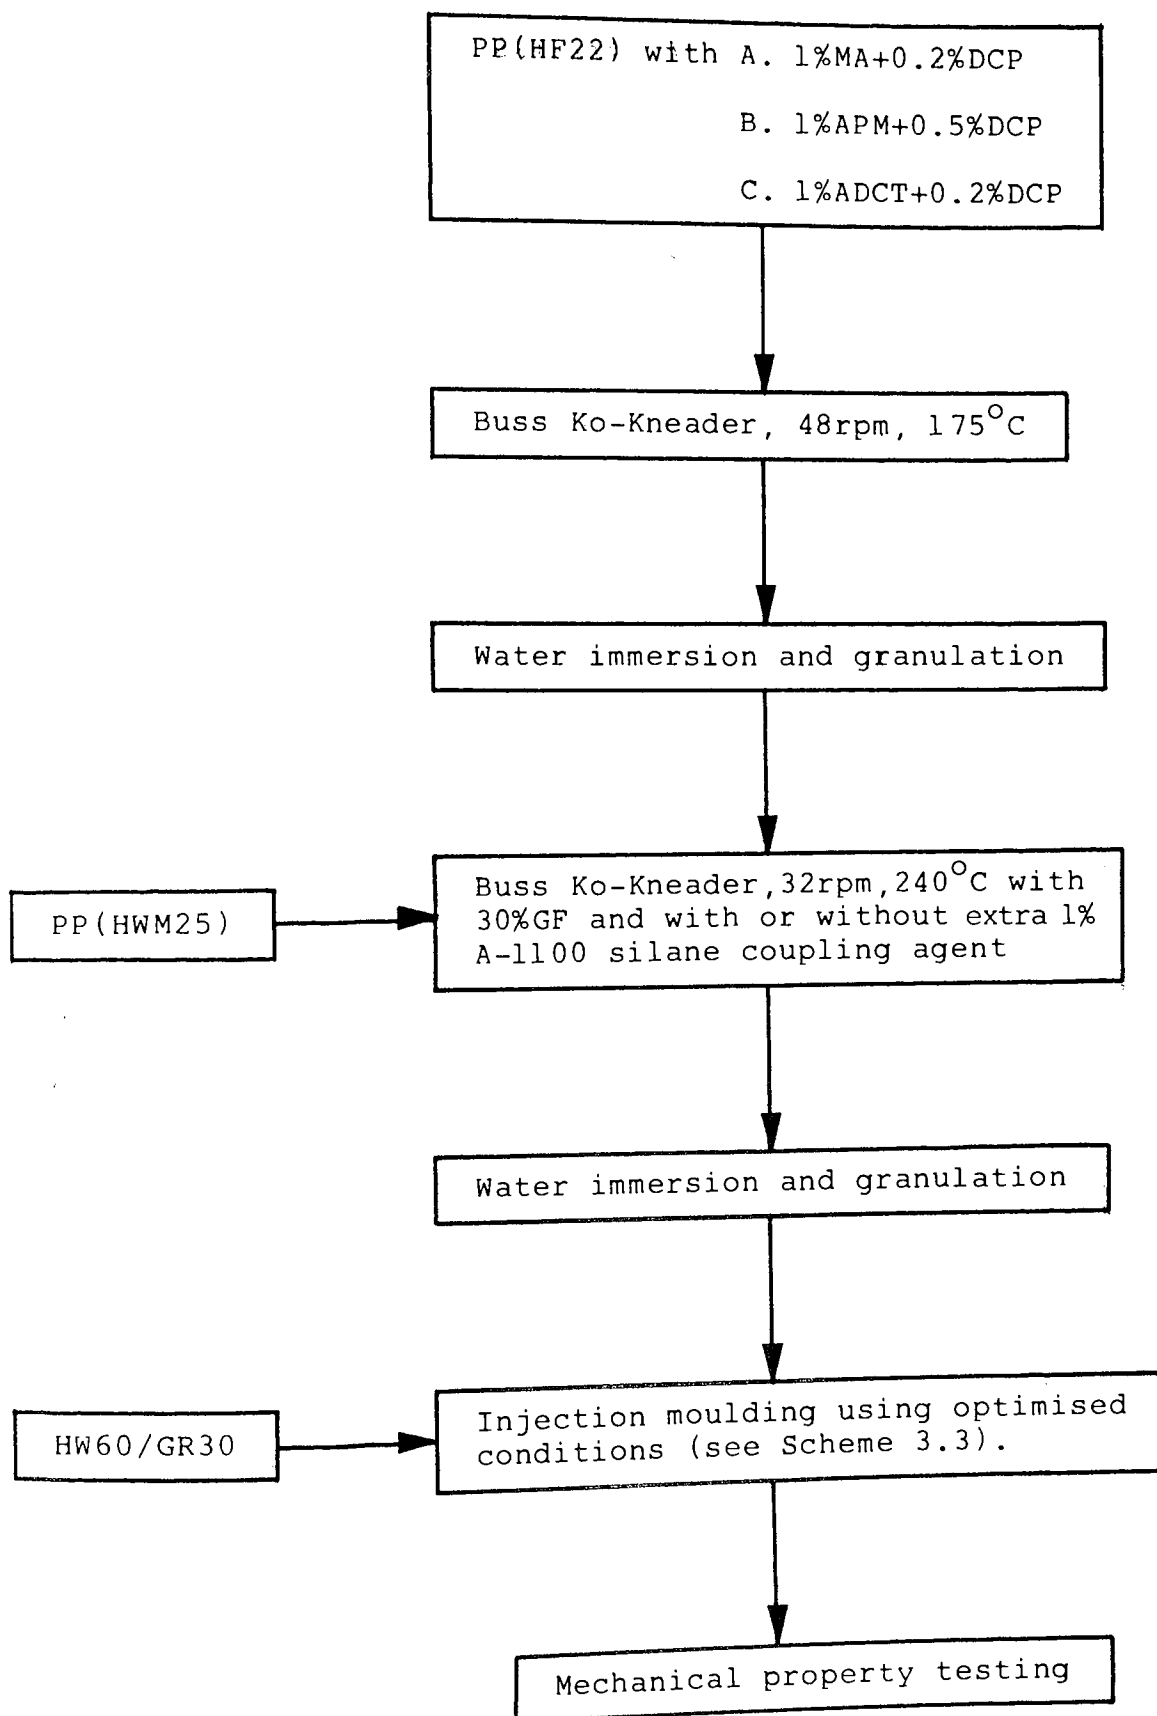 PP(HF22) with A. 1%MA+0.2%DCP
B. 1%APM+0.5%DCP
C. 1%ADCT+0.2%DCP
Buss Ko-Kneader, 48rpm, 175°C
Water immersion and granulation
PP(HWM25)
Buss Ko-Kneader,32rpm,240°C with
30%GF and with or without extra 1%
A-1100 silane coupling agent
Water immersion and granulation
HW60/GR30
Injection moulding using optimised
conditions (see Scheme 3.3).
Mechanical property testing